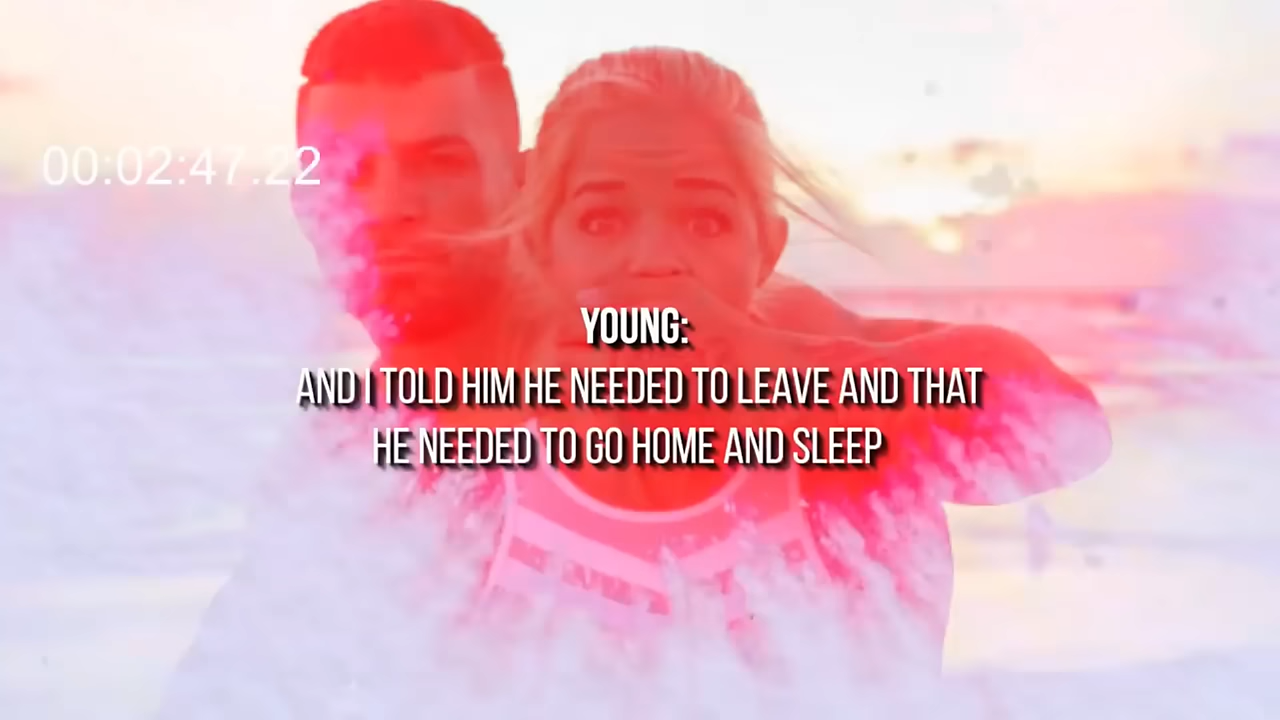 00:02:47.22
YOUNG:
AND I TOLD HIM HE NEEDED TO LEAVE AND THAT
HE NEEDED TO GO HOME AND SLEEP